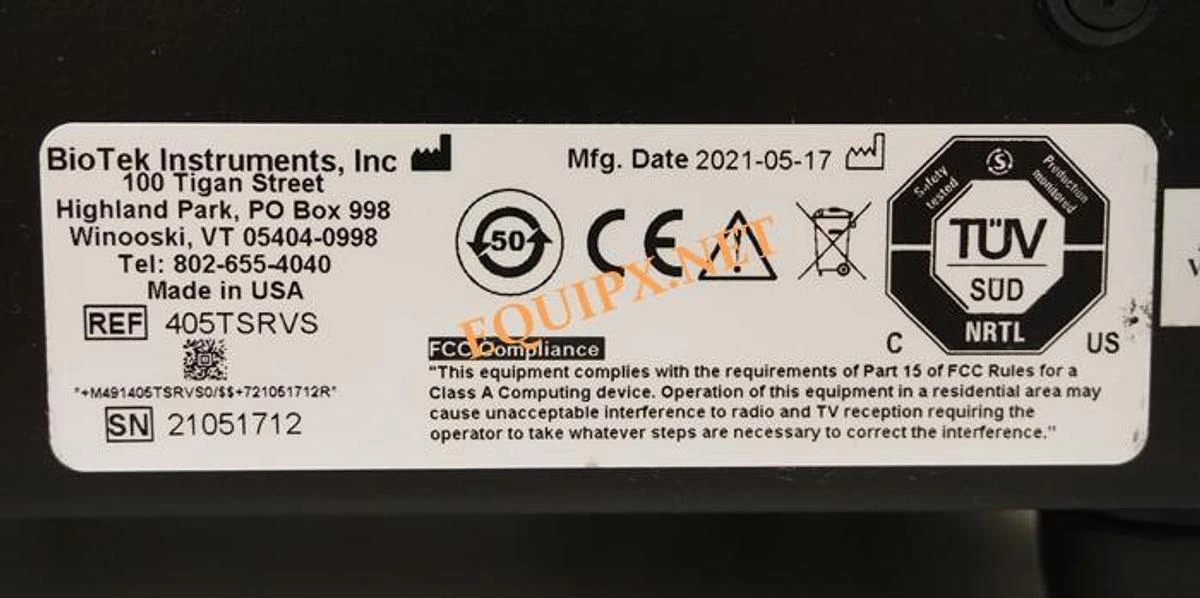 BioTek Instruments, Inc
100 Tigan Street
Highland Park, PO Box 998
Winooski, VT 05404-0998
Tel: 802-655-4040
Made in USA
REF 405TSRVS
*+M491405TSRVS0/$$+721051712R*
SN 21051712
Mfg. Date 2021-05-17
50
CE
EQUIPX.NET
Safety tested
S
Production monitored
TÜV
SÜD
NRTL
C US
FCC Compliance
"This equipment complies with the requirements of Part 15 of FCC Rules for a
Class A Computing device. Operation of this equipment in a residential area may
cause unacceptable interference to radio and TV reception requiring the
operator to take whatever steps are necessary to correct the interference."